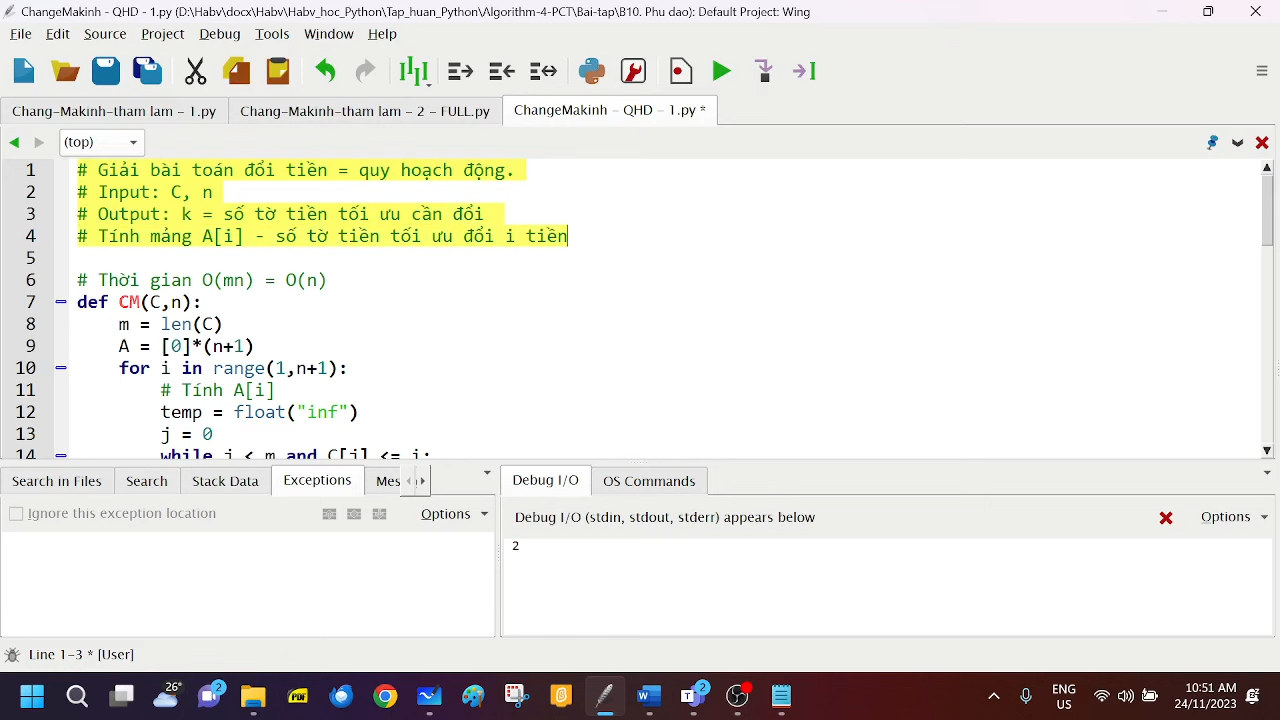 ChangeMakinh - QHD - 1.py (D:\Habv\docx\Habv\Habv_hoc_Python\Tap_huan_Python\Algorithm-4-PCT\Bai-tap\B10. Phu dao): Default Project: Wing
File Edit Source Project Debug Tools Window Help
Chang-Makinh-tham lam - 1.py Chang-Makinh-tham lam - 2 - FULL.py ChangeMakinh - QHD - 1.py *
(top)
1 # Giải bài toán đổi tiền = quy hoạch động.
2 # Input: C, n
3 # Output: k = số tờ tiền tối ưu cần đổi
4 # Tính mảng A[i] - số tờ tiền tối ưu đổi i tiền
5
6 # Thời gian O(mn) = O(n)
7 def CM(C,n):
8 m = len(C)
9 A = [0]*(n+1)
10 for i in range(1,n+1):
11 # Tính A[i]
12 temp = float("inf")
13 j = 0
14 while j < m and C[j] <= i:
Search in Files Search Stack Data Exceptions Mes
Debug I/O OS Commands
Ignore this exception location Options
Debug I/O (stdin, stdout, stderr) appears below Options
2
Line 1-3 * [User]
26° 2 PDF 2
ENG
US
10:51 AM
24/11/2023